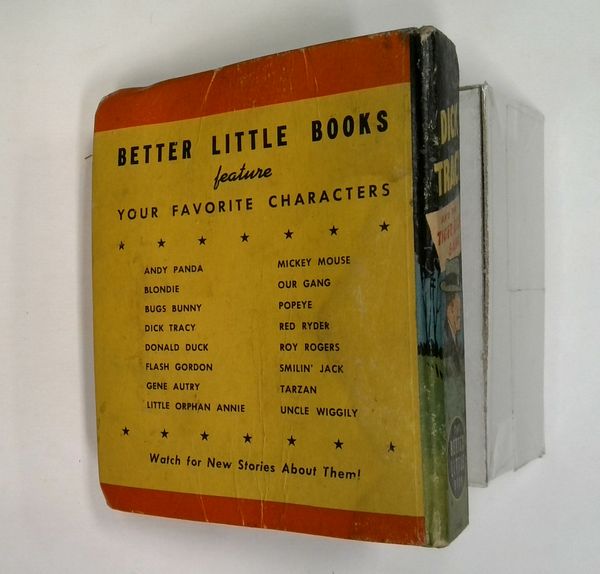 BETTER LITTLE BOOKS
feature
YOUR FAVORITE CHARACTERS
ANDY PANDA
BLONDIE
BUGS BUNNY
DICK TRACY
DONALD DUCK
FLASH GORDON
GENE AUTRY
LITTLE ORPHAN ANNIE
MICKEY MOUSE
OUR GANG
POPEYE
RED RYDER
ROY ROGERS
SMILIN' JACK
TARZAN
UNCLE WIGGILY
Watch for New Stories About Them!
DICK
TRACY